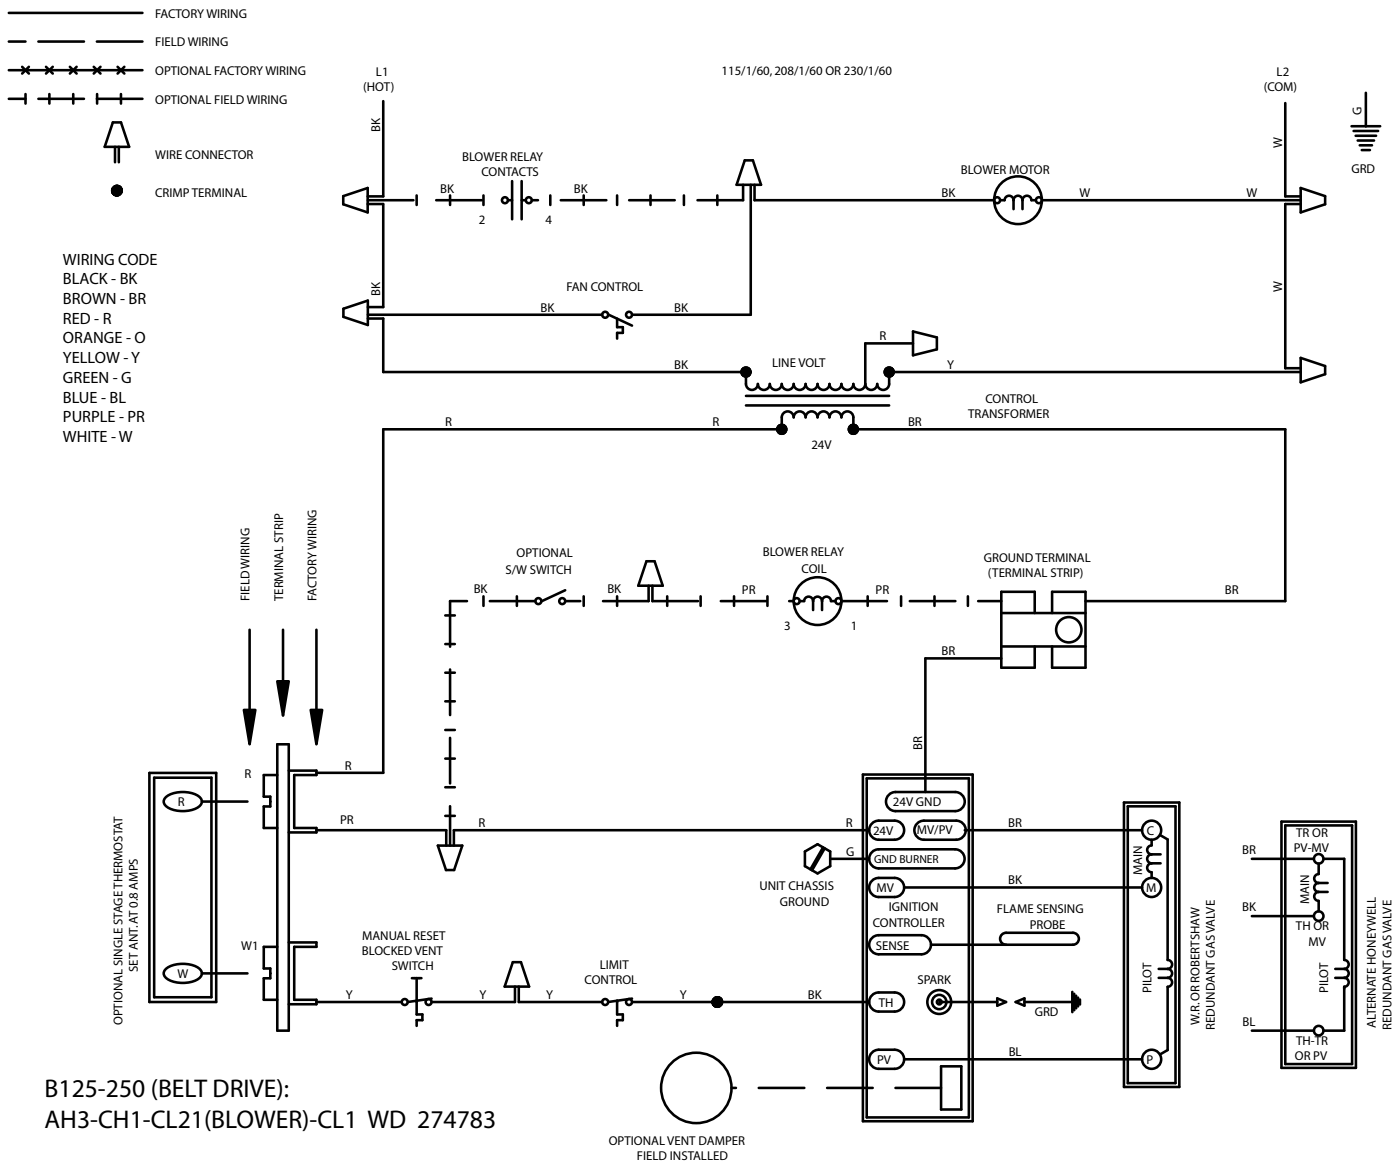 FACTORY WIRING
FIELD WIRING
OPTIONAL FACTORY WIRING
OPTIONAL FIELD WIRING
WIRE CONNECTOR
CRIMP TERMINAL
WIRING CODE
BLACK - BK
BROWN - BR
RED - R
ORANGE - O
YELLOW - Y
GREEN - G
BLUE - BL
PURPLE - PR
WHITE - W
L1
(HOT)
115/1/60, 208/1/60 OR 230/1/60
L2
(COM)
BK
W
G
GRD
BLOWER RELAY
CONTACTS
BK
BK
2
4
BLOWER MOTOR
BK
W
W
BK
W
FAN CONTROL
BK
BK
R
BK
LINE VOLT
Y
CONTROL
TRANSFORMER
R
R
24V
BR
FIELD WIRING
TERMINAL STRIP
FACTORY WIRING
OPTIONAL
S/W SWITCH
BK
BK
BLOWER RELAY
COIL
PR
PR
3
1
GROUND TERMINAL
(TERMINAL STRIP)
BR
BR
BR
OPTIONAL SINGLE STAGE THERMOSTAT
SET ANT. AT 0.8 AMPS
R
R
R
W1
W
PR
R
R
24V GND
24V
MV/PV
BR
G
GND BURNER
UNIT CHASSIS
GROUND
MV
BK
IGNITION
CONTROLLER
FLAME SENSING
PROBE
SENSE
MANUAL RESET
BLOCKED VENT
SWITCH
LIMIT
CONTROL
Y
Y
Y
Y
BK
TH
SPARK
GRD
PV
BL
C
MAIN
M
PILOT
P
W.R. OR ROBERTSHAW
REDUNDANT GAS VALVE
BR
TR OR
PV-MV
MAIN
BK
TH OR
MV
PILOT
BL
TH-TR
OR PV
ALTERNATE HONEYWELL
REDUNDANT GAS VALVE
B125-250 (BELT DRIVE):
AH3-CH1-CL21(BLOWER)-CL1 WD 274783
OPTIONAL VENT DAMPER
FIELD INSTALLED